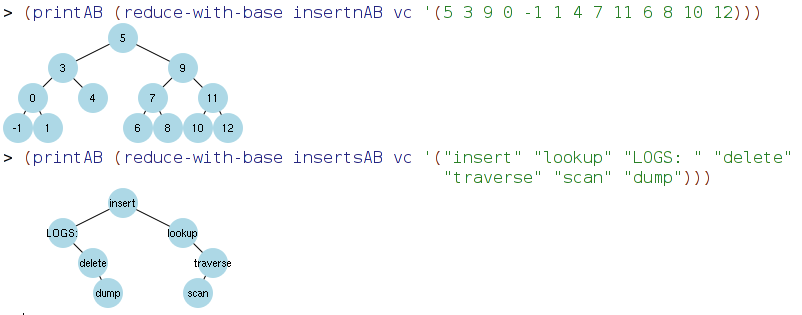 > (printAB (reduce-with-base insertnAB vc '(5 3 9 0 -1 1 4 7 11 6 8 10 12)))
5
3 9
0 4 7 11
-1 1 6 8 10 12
> (printAB (reduce-with-base insertsAB vc '("insert" "lookup" "LOGS: " "delete"
"traverse" "scan" "dump")))
insert
LOGS: lookup
delete traverse
dump scan